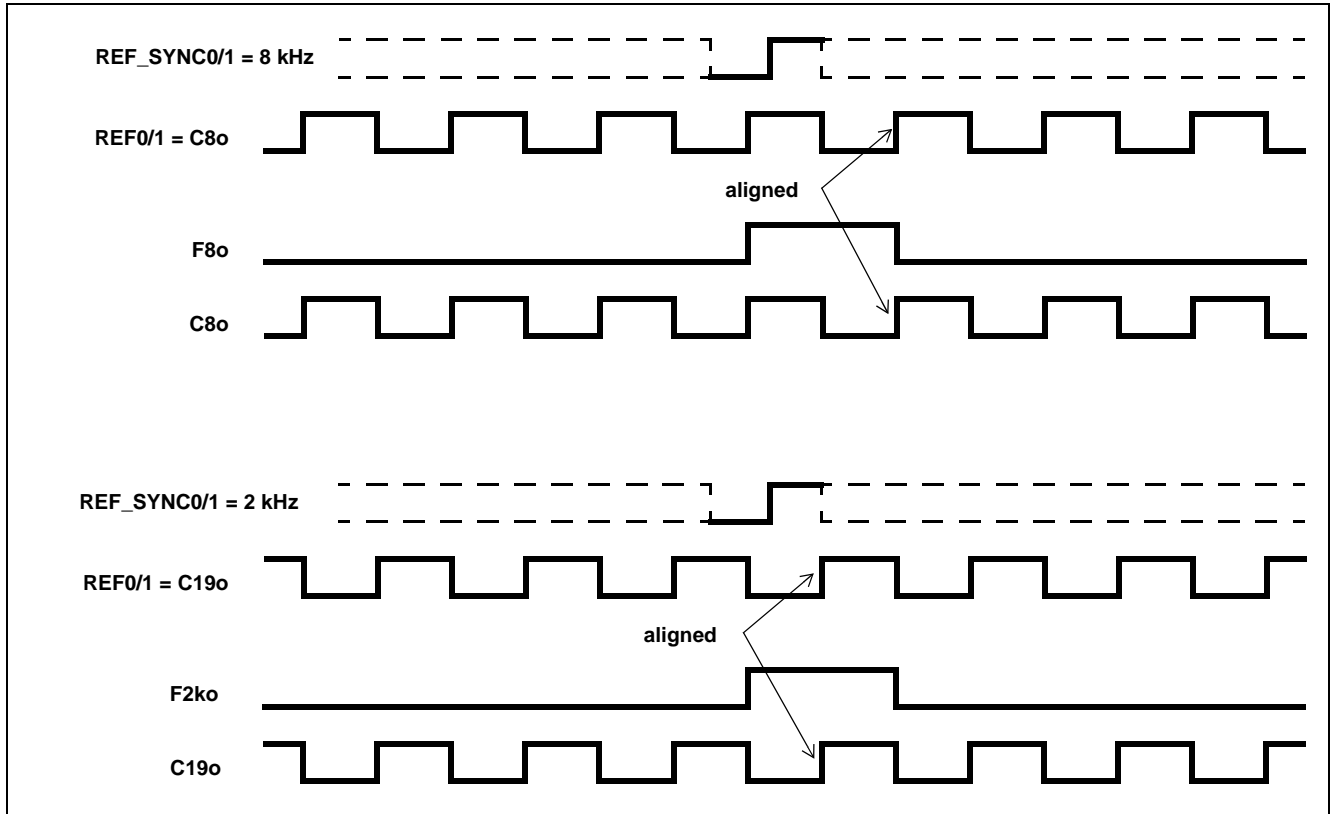 REF_SYNC0/1 = 8 kHz
REF0/1 = C8o
aligned
F8o
C8o
REF_SYNC0/1 = 2 kHz
REF0/1 = C19o
aligned
F2ko
C19o